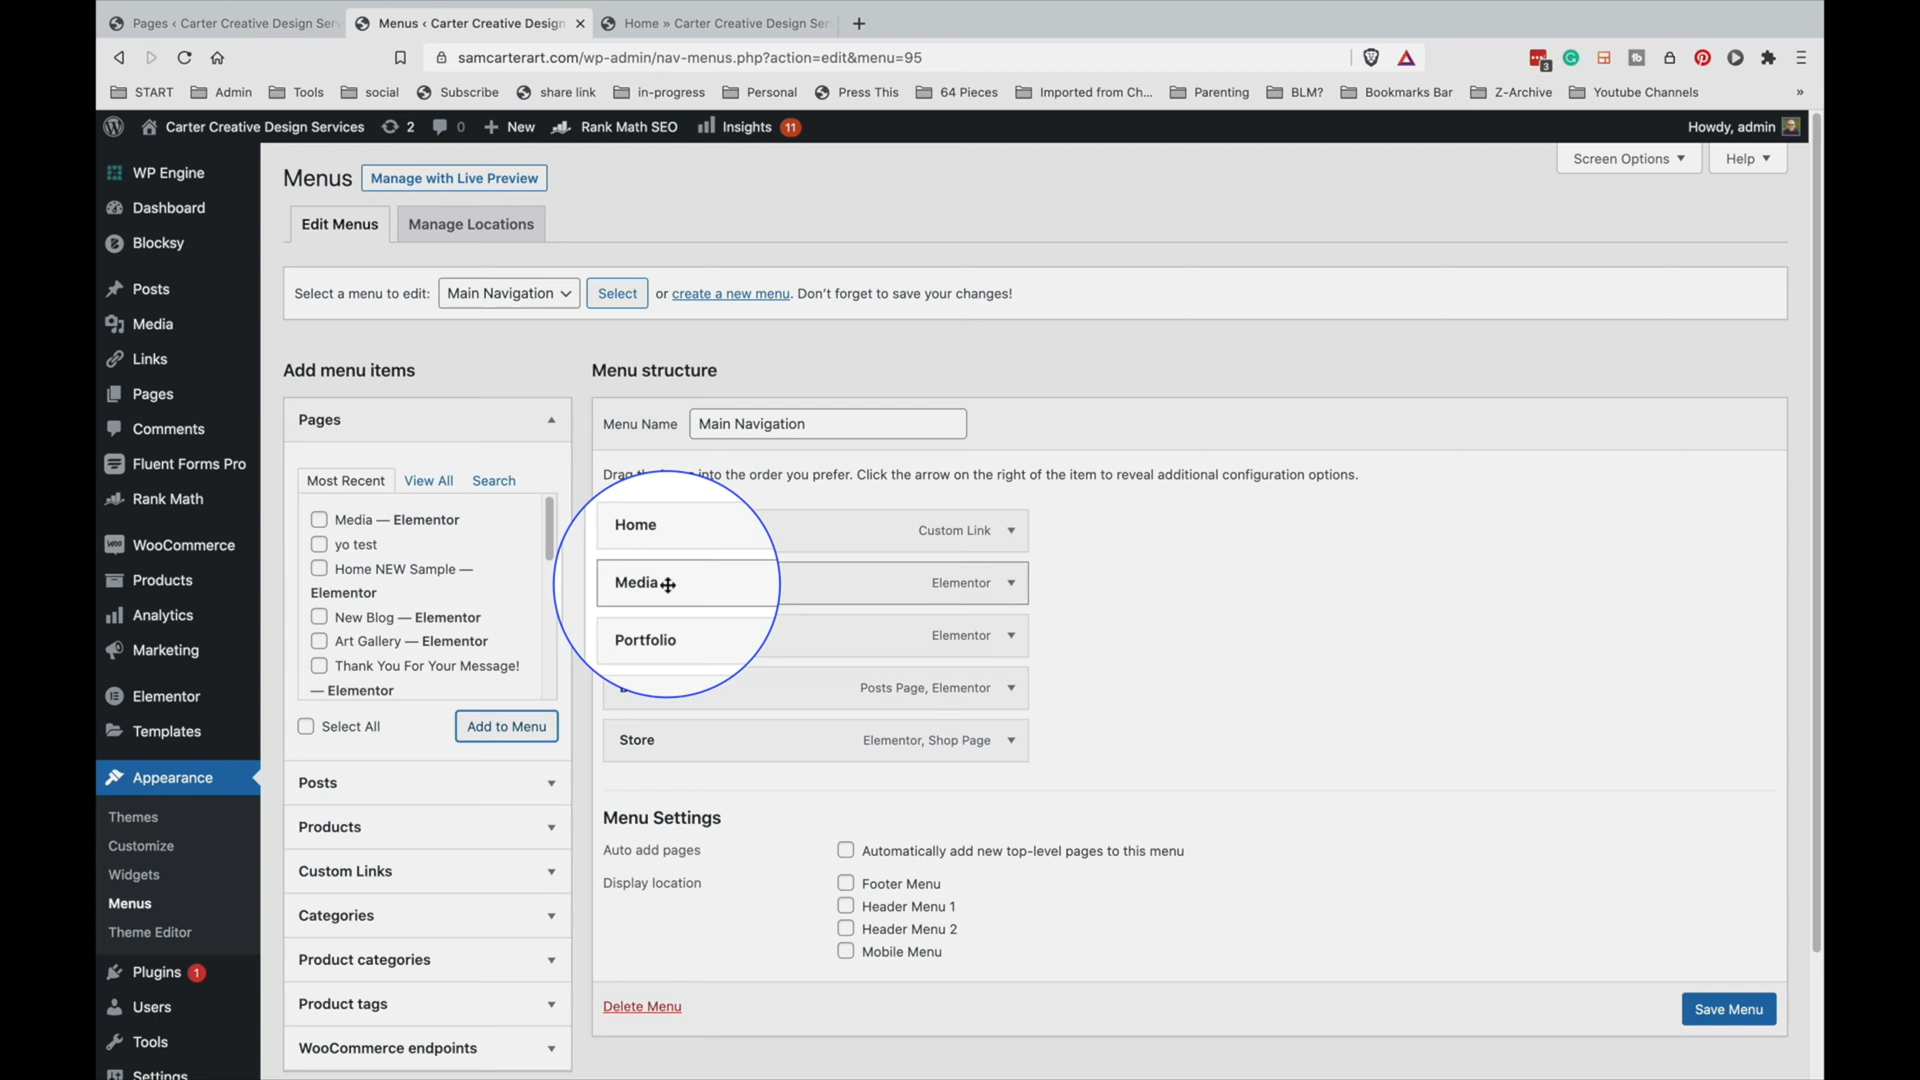 Pages ‹ Carter Creative Design Ser
Menus ‹ Carter Creative Design
Home » Carter Creative Design Ser
samcarterart.com/wp-admin/nav-menus.php?action=edit&menu=95
3
START
Admin
Tools
social
Subscribe
share link
in-progress
Personal
Press This
64 Pieces
Imported from Ch...
Parenting
BLM?
Bookmarks Bar
Z-Archive
Youtube Channels
»
Carter Creative Design Services
2
0
New
Rank Math SEO
Insights 11
Howdy, admin
WP Engine
Dashboard
Blocksy
Posts
Media
Links
Pages
Comments
Fluent Forms Pro
Rank Math
WooCommerce
Products
Analytics
Marketing
Elementor
Templates
Appearance
Themes
Customize
Widgets
Menus
Theme Editor
Plugins 1
Users
Tools
Settings
Screen Options
Help
Menus
Manage with Live Preview
Edit Menus
Manage Locations
Select a menu to edit: Main Navigation Select or create a new menu. Don’t forget to save your changes!
Add menu items
Pages
Most Recent
View All
Search
Media — Elementor
yo test
Home NEW Sample —
Elementor
New Blog — Elementor
Art Gallery — Elementor
Thank You For Your Message!
— Elementor
Select All
Add to Menu
Posts
Products
Custom Links
Categories
Product categories
Product tags
WooCommerce endpoints
Menu structure
Menu Name Main Navigation
into the order you prefer. Click the arrow on the right of the item to reveal additional configuration options.
Home Custom Link
Media Elementor
Portfolio Elementor
Posts Page, Elementor
Store Elementor, Shop Page
Menu Settings
Auto add pages
Automatically add new top-level pages to this menu
Display location
Footer Menu
Header Menu 1
Header Menu 2
Mobile Menu
Delete Menu
Save Menu